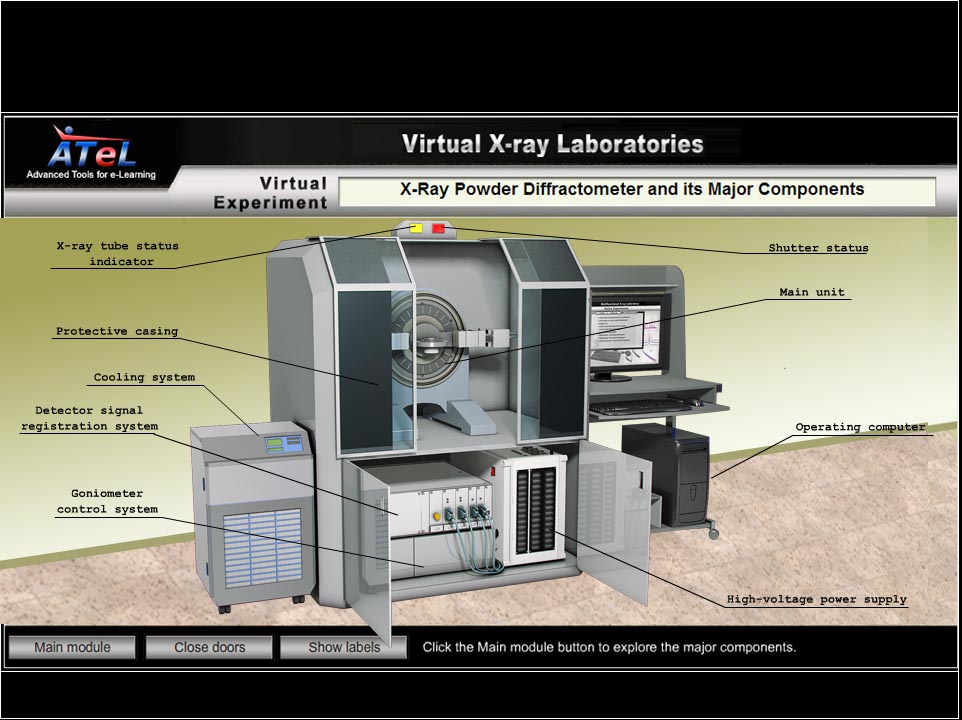 ATeL
Advanced Tools for e-Learning
Virtual X-ray Laboratories
Virtual
Experiment
X-Ray Powder Diffractometer and its Major Components
X-ray tube status
indicator
Shutter status
Main unit
Protective casing
Cooling system
Detector signal
registration system
Operating computer
Goniometer
control system
High-voltage power supply
Main module
Close doors
Show labels
Click the Main module button to explore the major components.